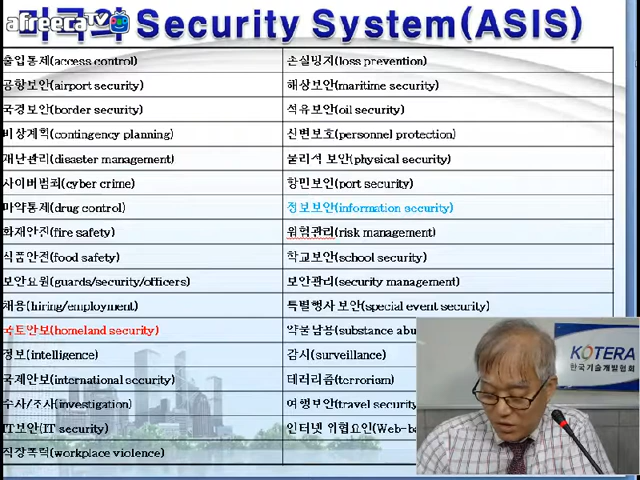 afreecaTV
미국의 Security System(ASIS)
출입통제(access control) 손실방지(loss prevention)
공항보안(airport security) 해상보안(maritime security)
국경보안(border security) 석유보안(oil security)
비상계획(contingency planning) 신변보호(personnel protection)
재난관리(disaster management) 물리적 보안(physical security)
사이버범죄(cyber crime) 항만보안(port security)
마약통제(drug control) 정보보안(information security)
화재안전(fire safety) 위험관리(risk management)
식품안전(food safety) 학교보안(school security)
보안요원(guards/security/officers) 보안관리(security management)
채용(hiring/employment) 특별행사 보안(special event security)
국토안보(homeland security) 약물남용(substance abu
정보(intelligence) 감시(surveillance)
국제안보(international security) 테러리즘(terrorism)
수사/조사(investigation) 여행보안(travel security
IT보안(IT security) 인터넷 위협요인(Web-ba
직장폭력(workplace violence)
KOTERA
한국기술개발협회